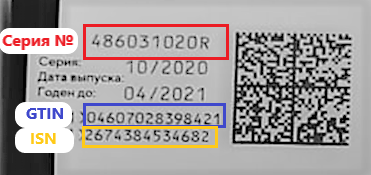 Серия № 486031020R
Серия: 10/2020
Дата выпуска:
Годен до: 04/2021
GTIN 04607028398421
ISN 2674384534682